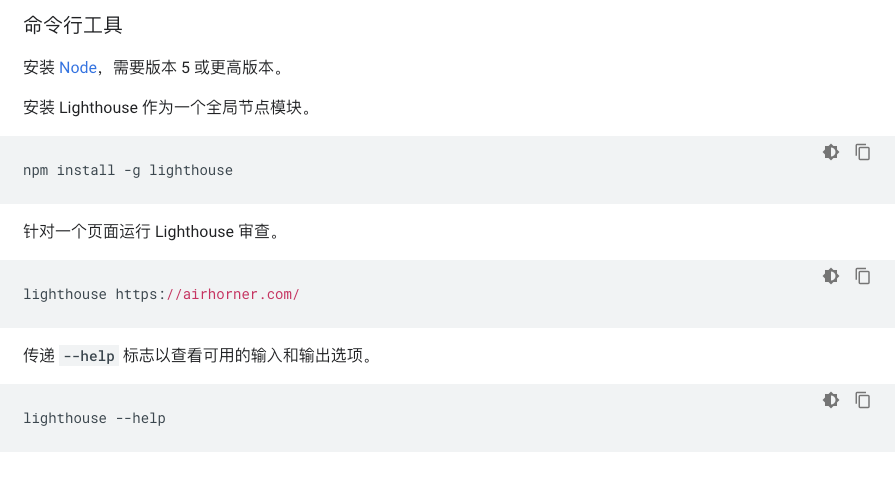 命令行工具
安装 Node，需要版本 5 或更高版本。
安装 Lighthouse 作为一个全局节点模块。
npm install -g lighthouse
针对一个页面运行 Lighthouse 审查。
lighthouse https://airhorner.com/
传递 --help 标志以查看可用的输入和输出选项。
lighthouse --help